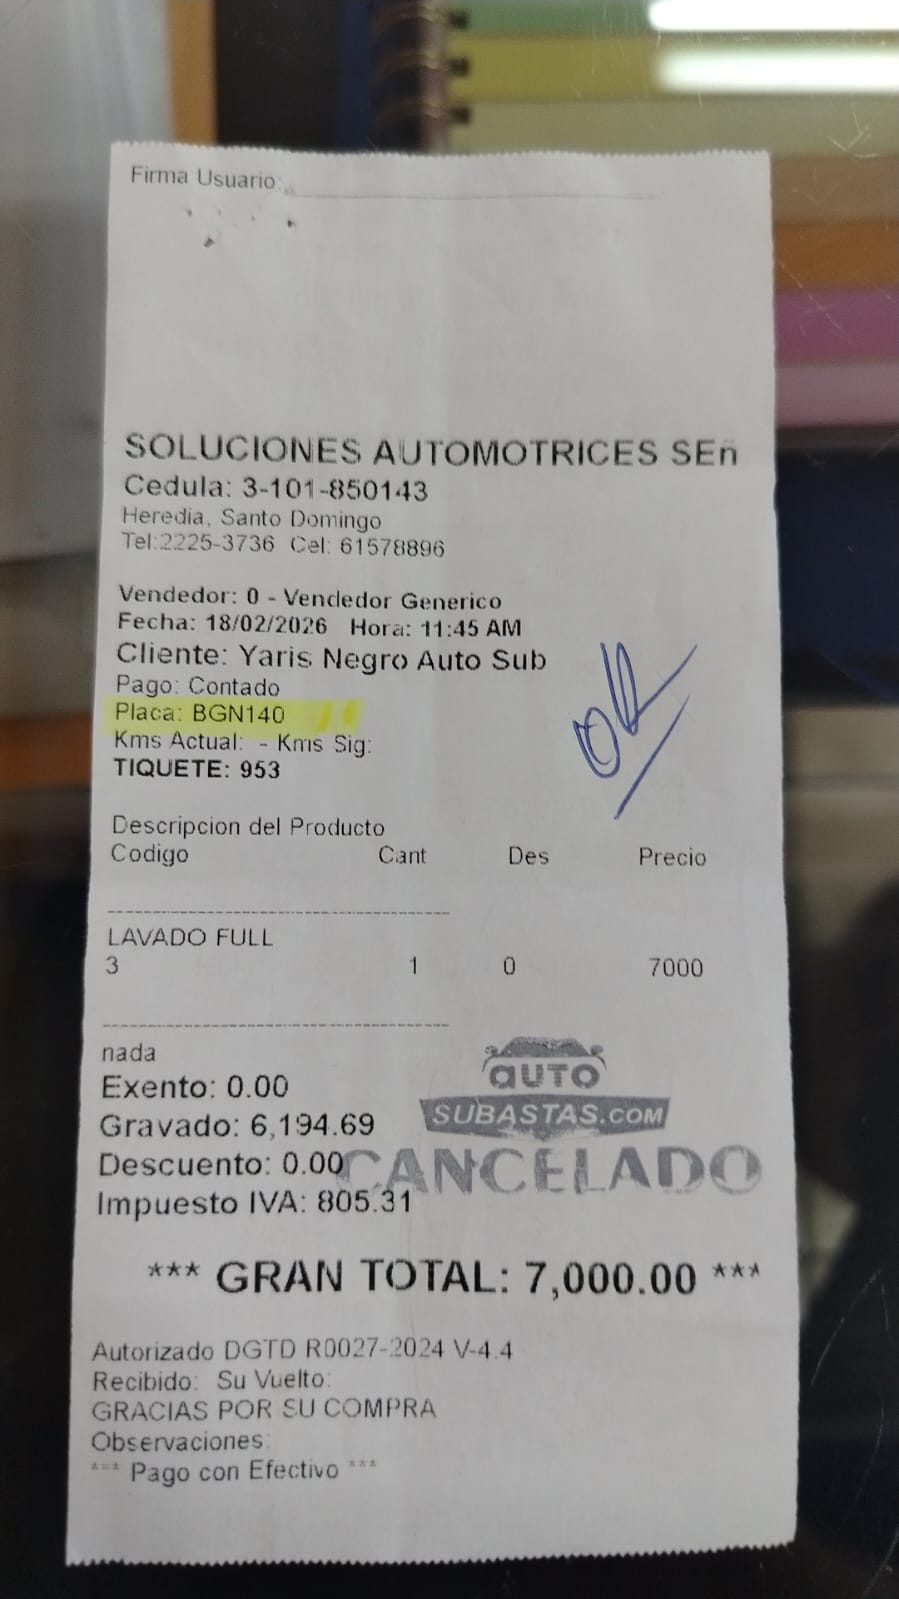 Firma Usuario:
SOLUCIONES AUTOMOTRICES SEñ
Cedula: 3-101-850143
Heredia, Santo Domingo
Tel:2225-3736 Cel: 61578896
Vendedor: 0 - Vendedor Generico
Fecha: 18/02/2026 Hora: 11:45 AM
Cliente: Yaris Negro Auto Sub
Pago: Contado
Placa: BGN140
Kms Actual: - Kms Sig:
TIQUETE: 953
ok
Descripcion del Producto
Codigo Cant Des Precio
LAVADO FULL
3 1 0 7000
nada
Exento: 0.00
Gravado: 6,194.69
Descuento: 0.00
Impuesto IVA: 805.31
AUTO
SUBASTAS.COM
CANCELADO
*** GRAN TOTAL: 7,000.00 ***
Autorizado DGTD R0027-2024 V-4.4
Recibido: Su Vuelto:
GRACIAS POR SU COMPRA
Observaciones:
*** Pago con Efectivo ***